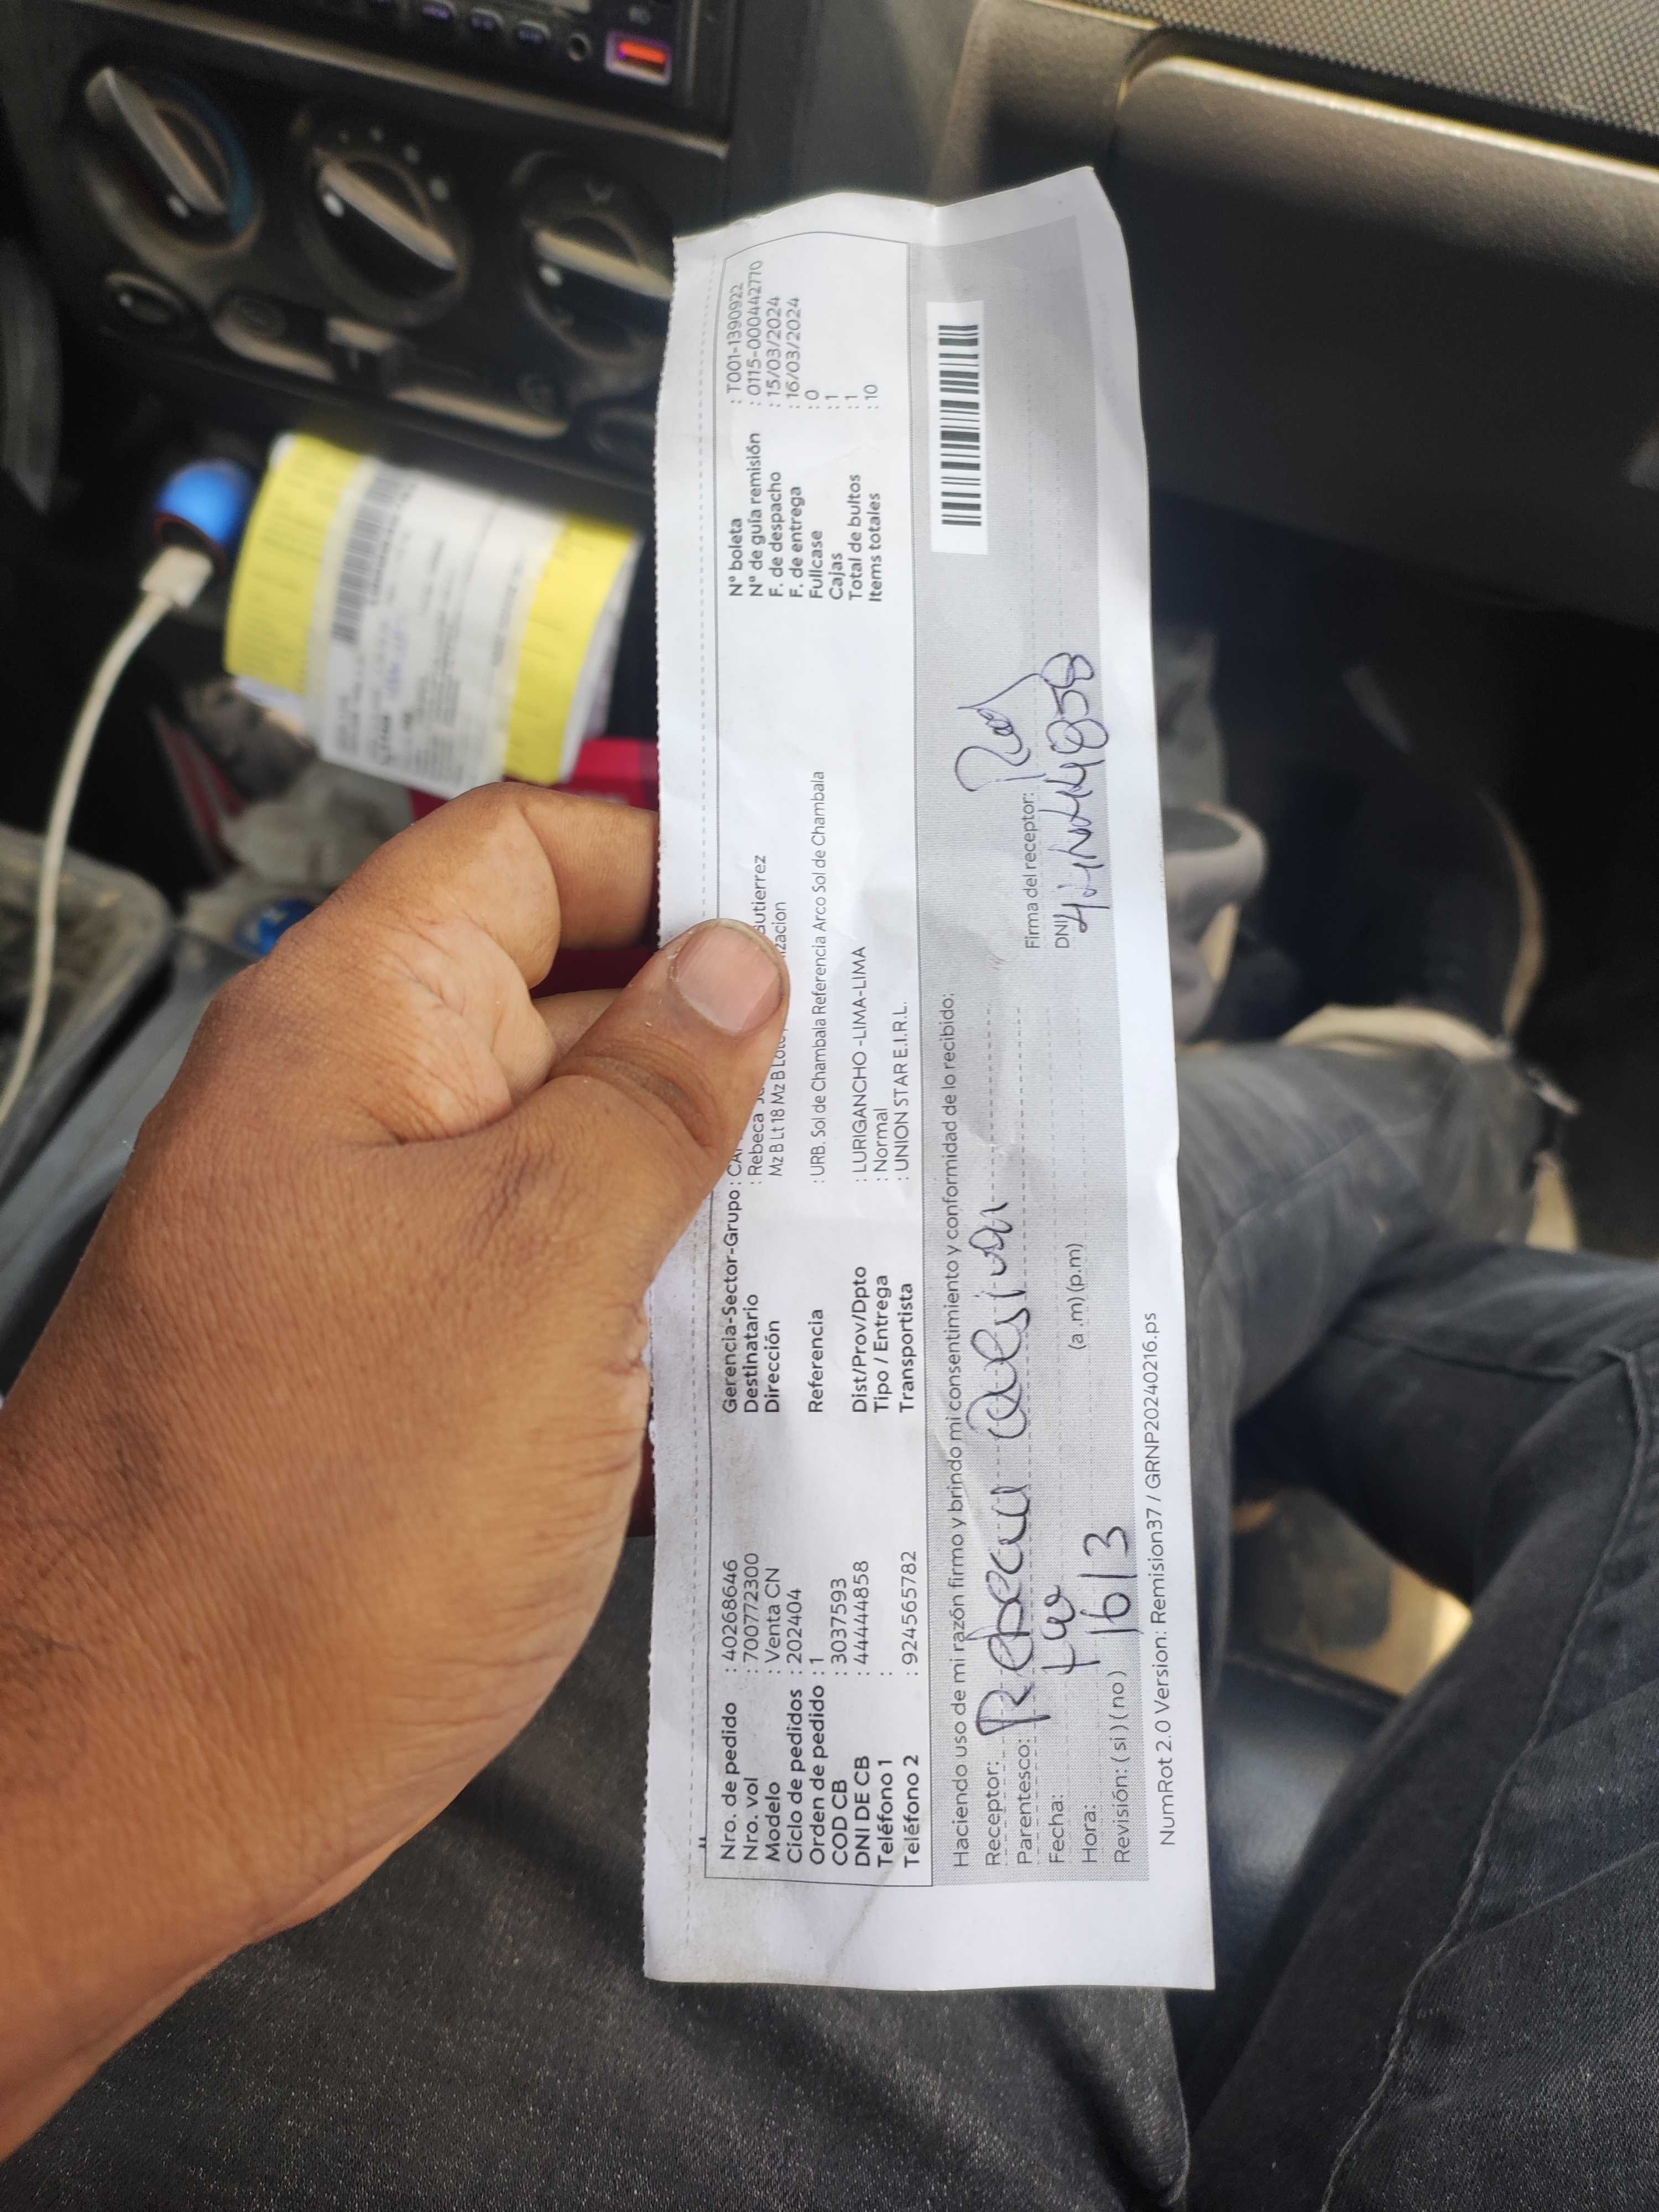 Nro. de pedido : 40268646
Nro. vol : 700772300
Modelo : Venta CN
Ciclo de pedidos : 202404
Orden de pedido : 1
COD CB : 3037593
DNI DE CB : 44444858
Teléfono 1 :
Teléfono 2 : 924565782
Gerencia-Sector-Grupo :
Destinatario : Rebeca Gutierrez
Dirección Mz B Lt 18 Mz B
Referencia : URB. Sol de Chambala Referencia Arco Sol de Chambala
Dist/Prov/Dpto : LURIGANCHO -LIMA-LIMA
Tipo / Entrega : Normal
Transportista : UNION STAR E.I.R.L.
N° boleta : T001-1390922
N° de guía remisión : 0115-000442770
F. de despacho : 15/03/2024
F. de entrega : 16/03/2024
Fullcase : 0
Cajas : 1
Total de bultos : 1
Items totales : 10
Haciendo uso de mi razón firmo y brindo mi consentimiento y conformidad de lo recibido:
Receptor: Rebeca
Parentesco:
Fecha:
Hora: (a .m) (p.m)
Revisión: ( si ) ( no ) 16/3
Firma del receptor:
DNI: 44444858
NumRot 2.0 Version: Remision37 / GRNP20240216.ps